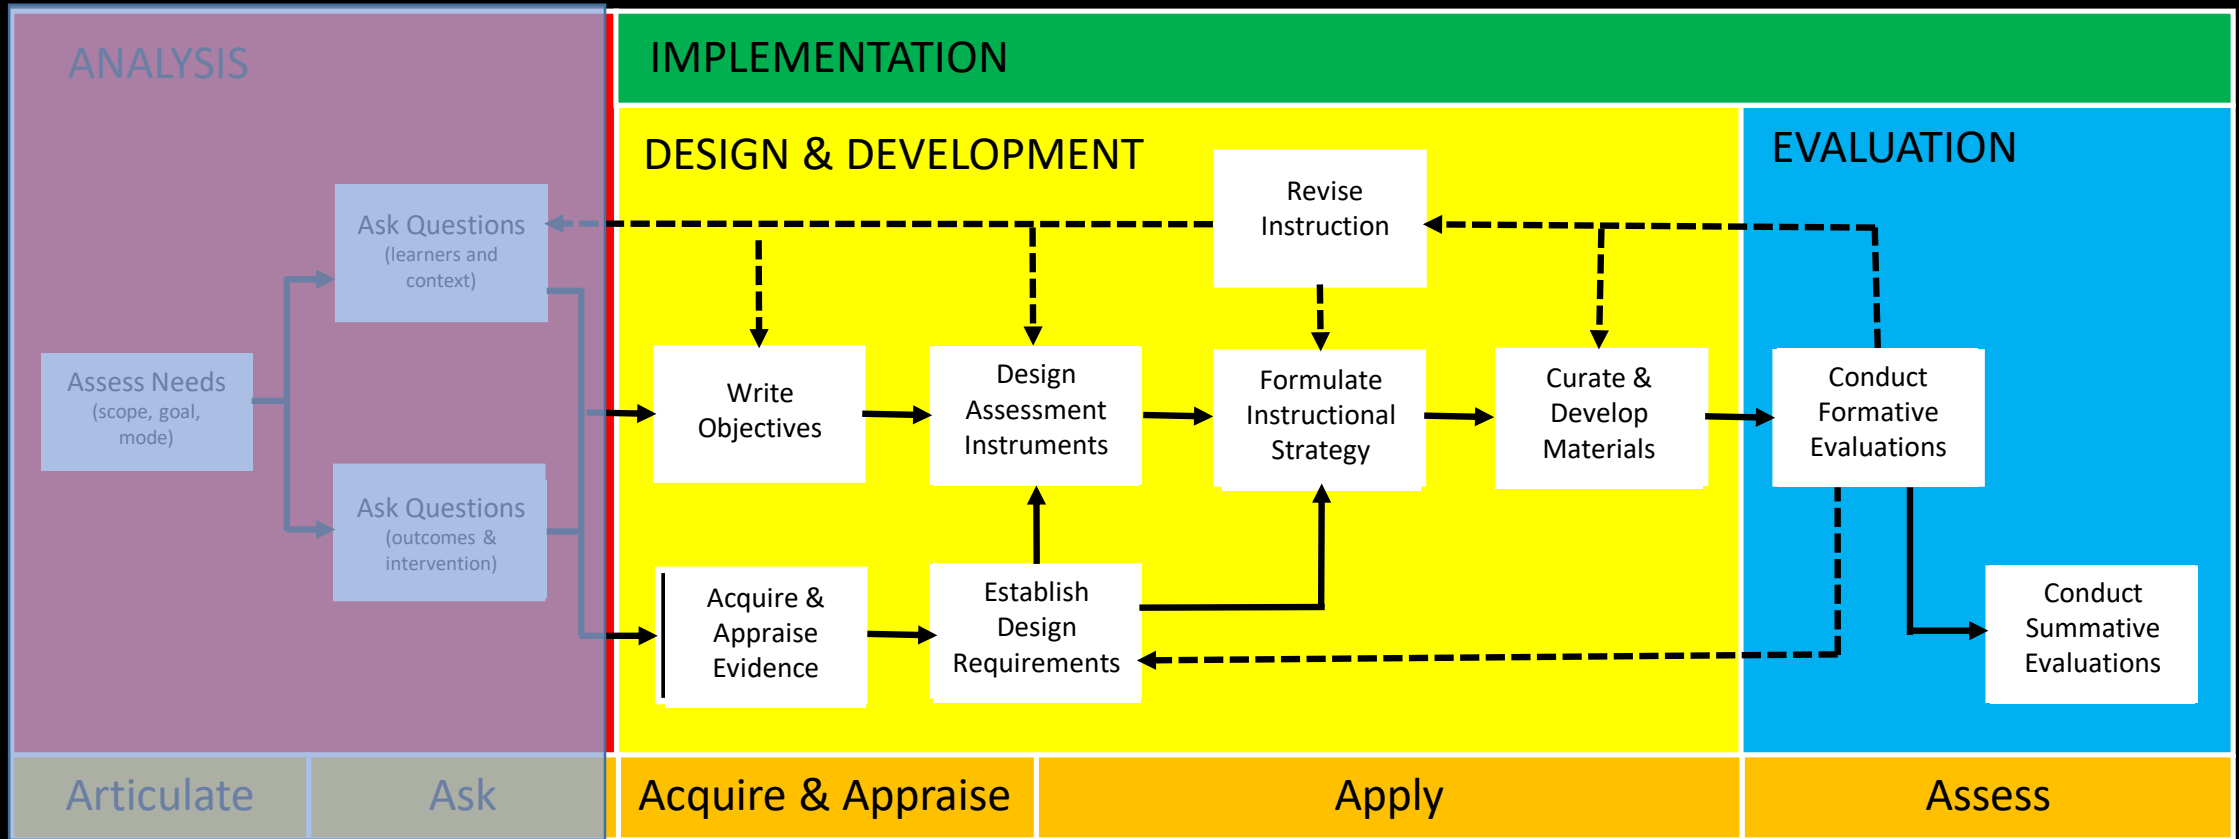 ANALYSIS
IMPLEMENTATION
DESIGN & DEVELOPMENT
EVALUATION
Revise
Instruction
Ask Questions
(learners and
context)
Assess Needs
(scope, goal,
mode)
Ask Questions
(outcomes &
intervention)
Write
Objectives
Design
Assessment
Instruments
Formulate
Instructional
Strategy
Curate &
Develop
Materials
Conduct
Formative
Evaluations
Acquire &
Appraise
Evidence
Establish
Design
Requirements
Conduct
Summative
Evaluations
Articulate
Ask
Acquire & Appraise
Apply
Assess